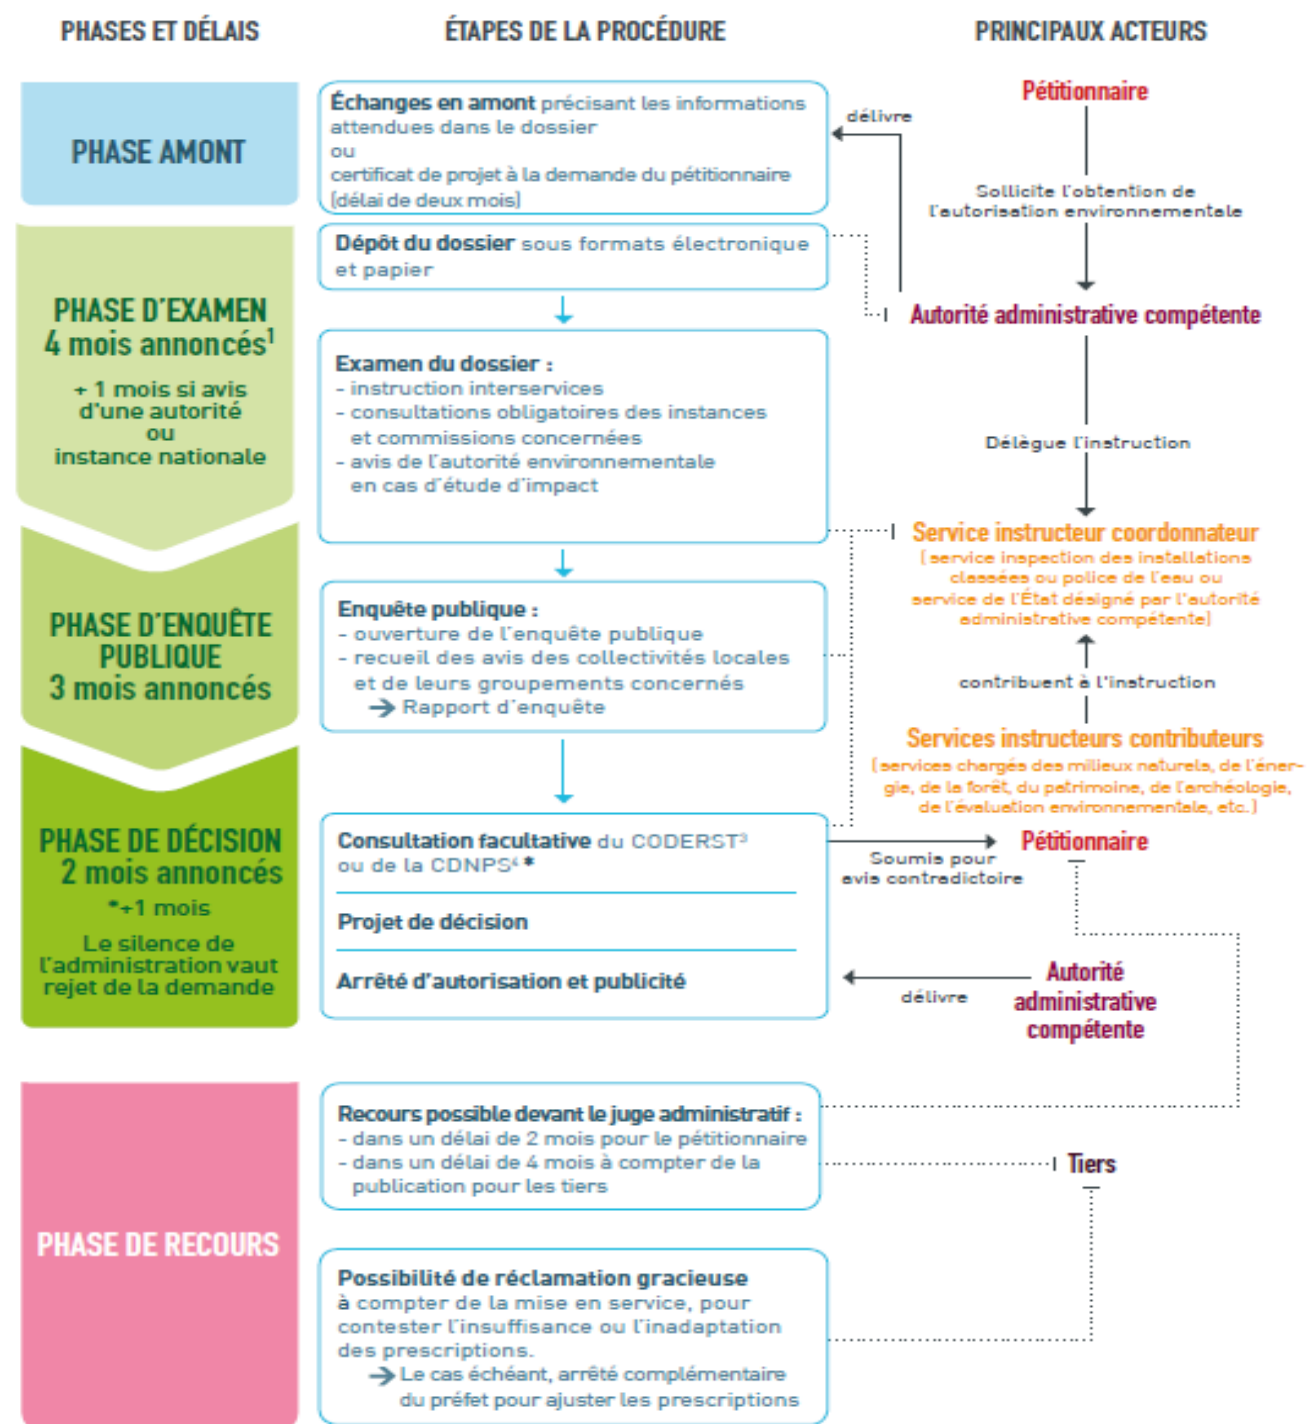 PHASES ET DÉLAIS
ÉTAPES DE LA PROCÉDURE
PRINCIPAUX ACTEURS
PHASE AMONT
Échanges en amont précisant les informations
attendues dans le dossier
ou
certificat de projet à la demande du pétitionnaire
(délai de deux mois)
délivre
Pétitionnaire
Sollicite l'obtention de
l'autorisation environnementale
PHASE D'EXAMEN
4 mois annoncés¹
+ 1 mois si avis
d'une autorité
ou
instance nationale
Dépôt du dossier sous formats électronique
et papier
Autorité administrative compétente
Examen du dossier :
- instruction interservices
- consultations obligatoires des instances
et commissions concernées
- avis de l'autorité environnementale
en cas d'étude d'impact
Délègue l'instruction
Service instructeur coordonnateur
( service inspection des installations
classées ou police de l'eau ou
service de l'État désigné par l'autorité
administrative compétente)
PHASE D'ENQUÊTE
PUBLIQUE
3 mois annoncés
Enquête publique :
- ouverture de l'enquête publique
- recueil des avis des collectivités locales
et de leurs groupements concernés
→ Rapport d'enquête
contribuent à l'instruction
Services instructeurs contributeurs
(services chargés des milieux naturels, de l'éner-
gie, de la forêt, du patrimoine, de l'archéologie,
de l'évaluation environnementale, etc.)
PHASE DE DÉCISION
2 mois annoncés
*+1 mois
Le silence de
l'administration vaut
rejet de la demande
Consultation facultative du CODERST³
ou de la CDNPS⁴ *
Projet de décision
Arrêté d'autorisation et publicité
Soumis pour
avis contradictoire
Pétitionnaire
délivre
Autorité
administrative
compétente
PHASE DE RECOURS
Recours possible devant le juge administratif :
- dans un délai de 2 mois pour le pétitionnaire
- dans un délai de 4 mois à compter de la
publication pour les tiers
Tiers
Possibilité de réclamation gracieuse
à compter de la mise en service, pour
contester l'insuffisance ou l'inadaptation
des prescriptions.
→ Le cas échéant, arrêté complémentaire
du préfet pour ajuster les prescriptions